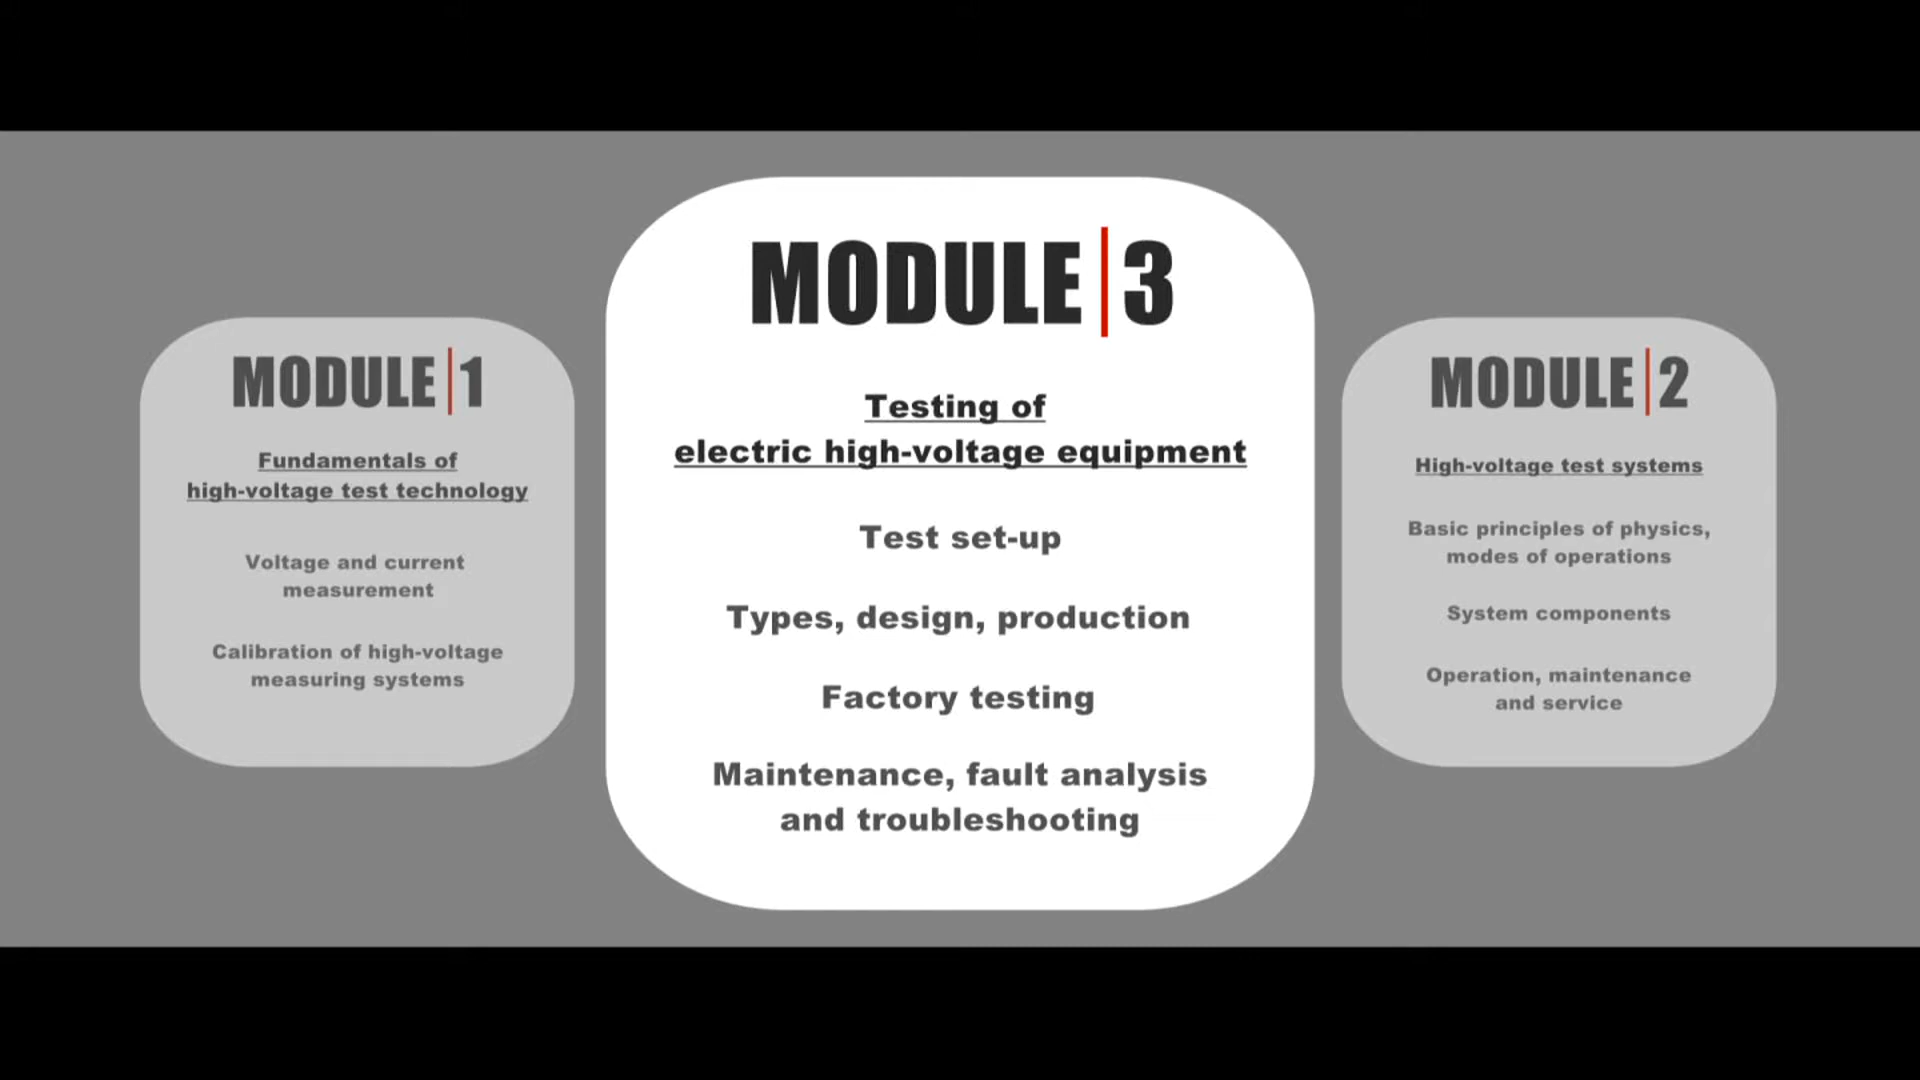 MODULE|1
Fundamentals of
high-voltage test technology
Voltage and current
measurement
Calibration of high-voltage
measuring systems
MODULE|3
Testing of
electric high-voltage equipment
Test set-up
Types, design, production
Factory testing
Maintenance, fault analysis
and troubleshooting
MODULE|2
High-voltage test systems
Basic principles of physics,
modes of operations
System components
Operation, maintenance
and service